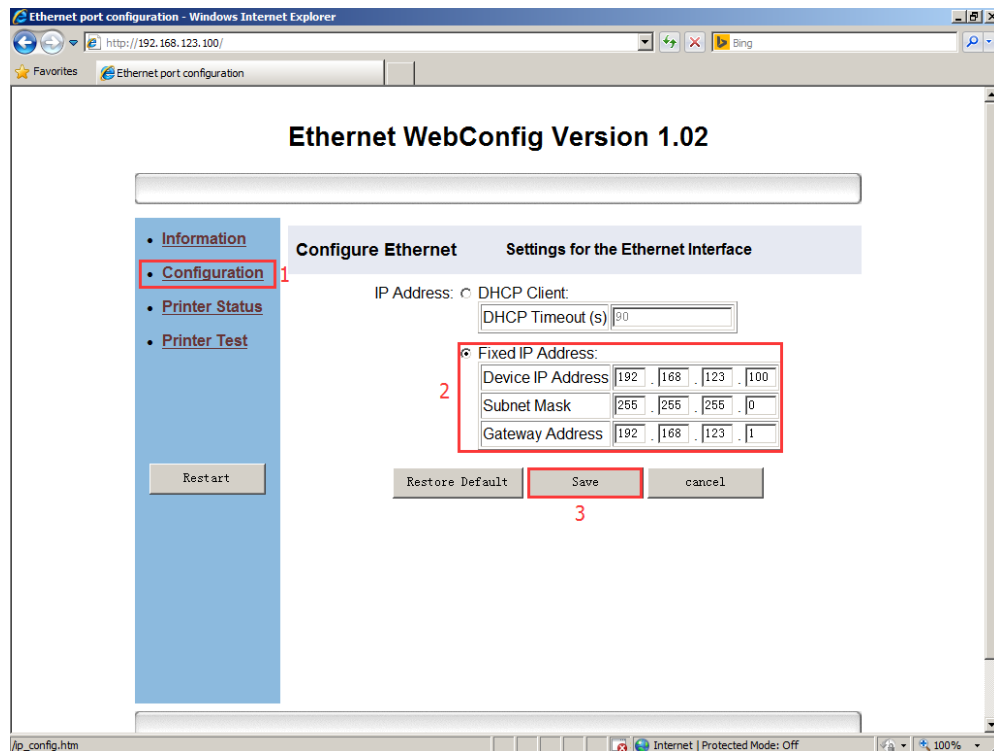 Ethernet port configuration - Windows Internet Explorer
http://192.168.123.100/
Bing
Favorites
Ethernet port configuration
Ethernet WebConfig Version 1.02
Information
Configuration 1
Printer Status
Printer Test
Restart
Configure Ethernet Settings for the Ethernet Interface
IP Address: DHCP Client:
DHCP Timeout (s) 90
Fixed IP Address:
2
Device IP Address 192 . 168 . 123 . 100
Subnet Mask 255 . 255 . 255 . 0
Gateway Address 192 . 168 . 123 . 1
Restore Default Save cancel
3
/ip_config.htm Internet | Protected Mode: Off 100%